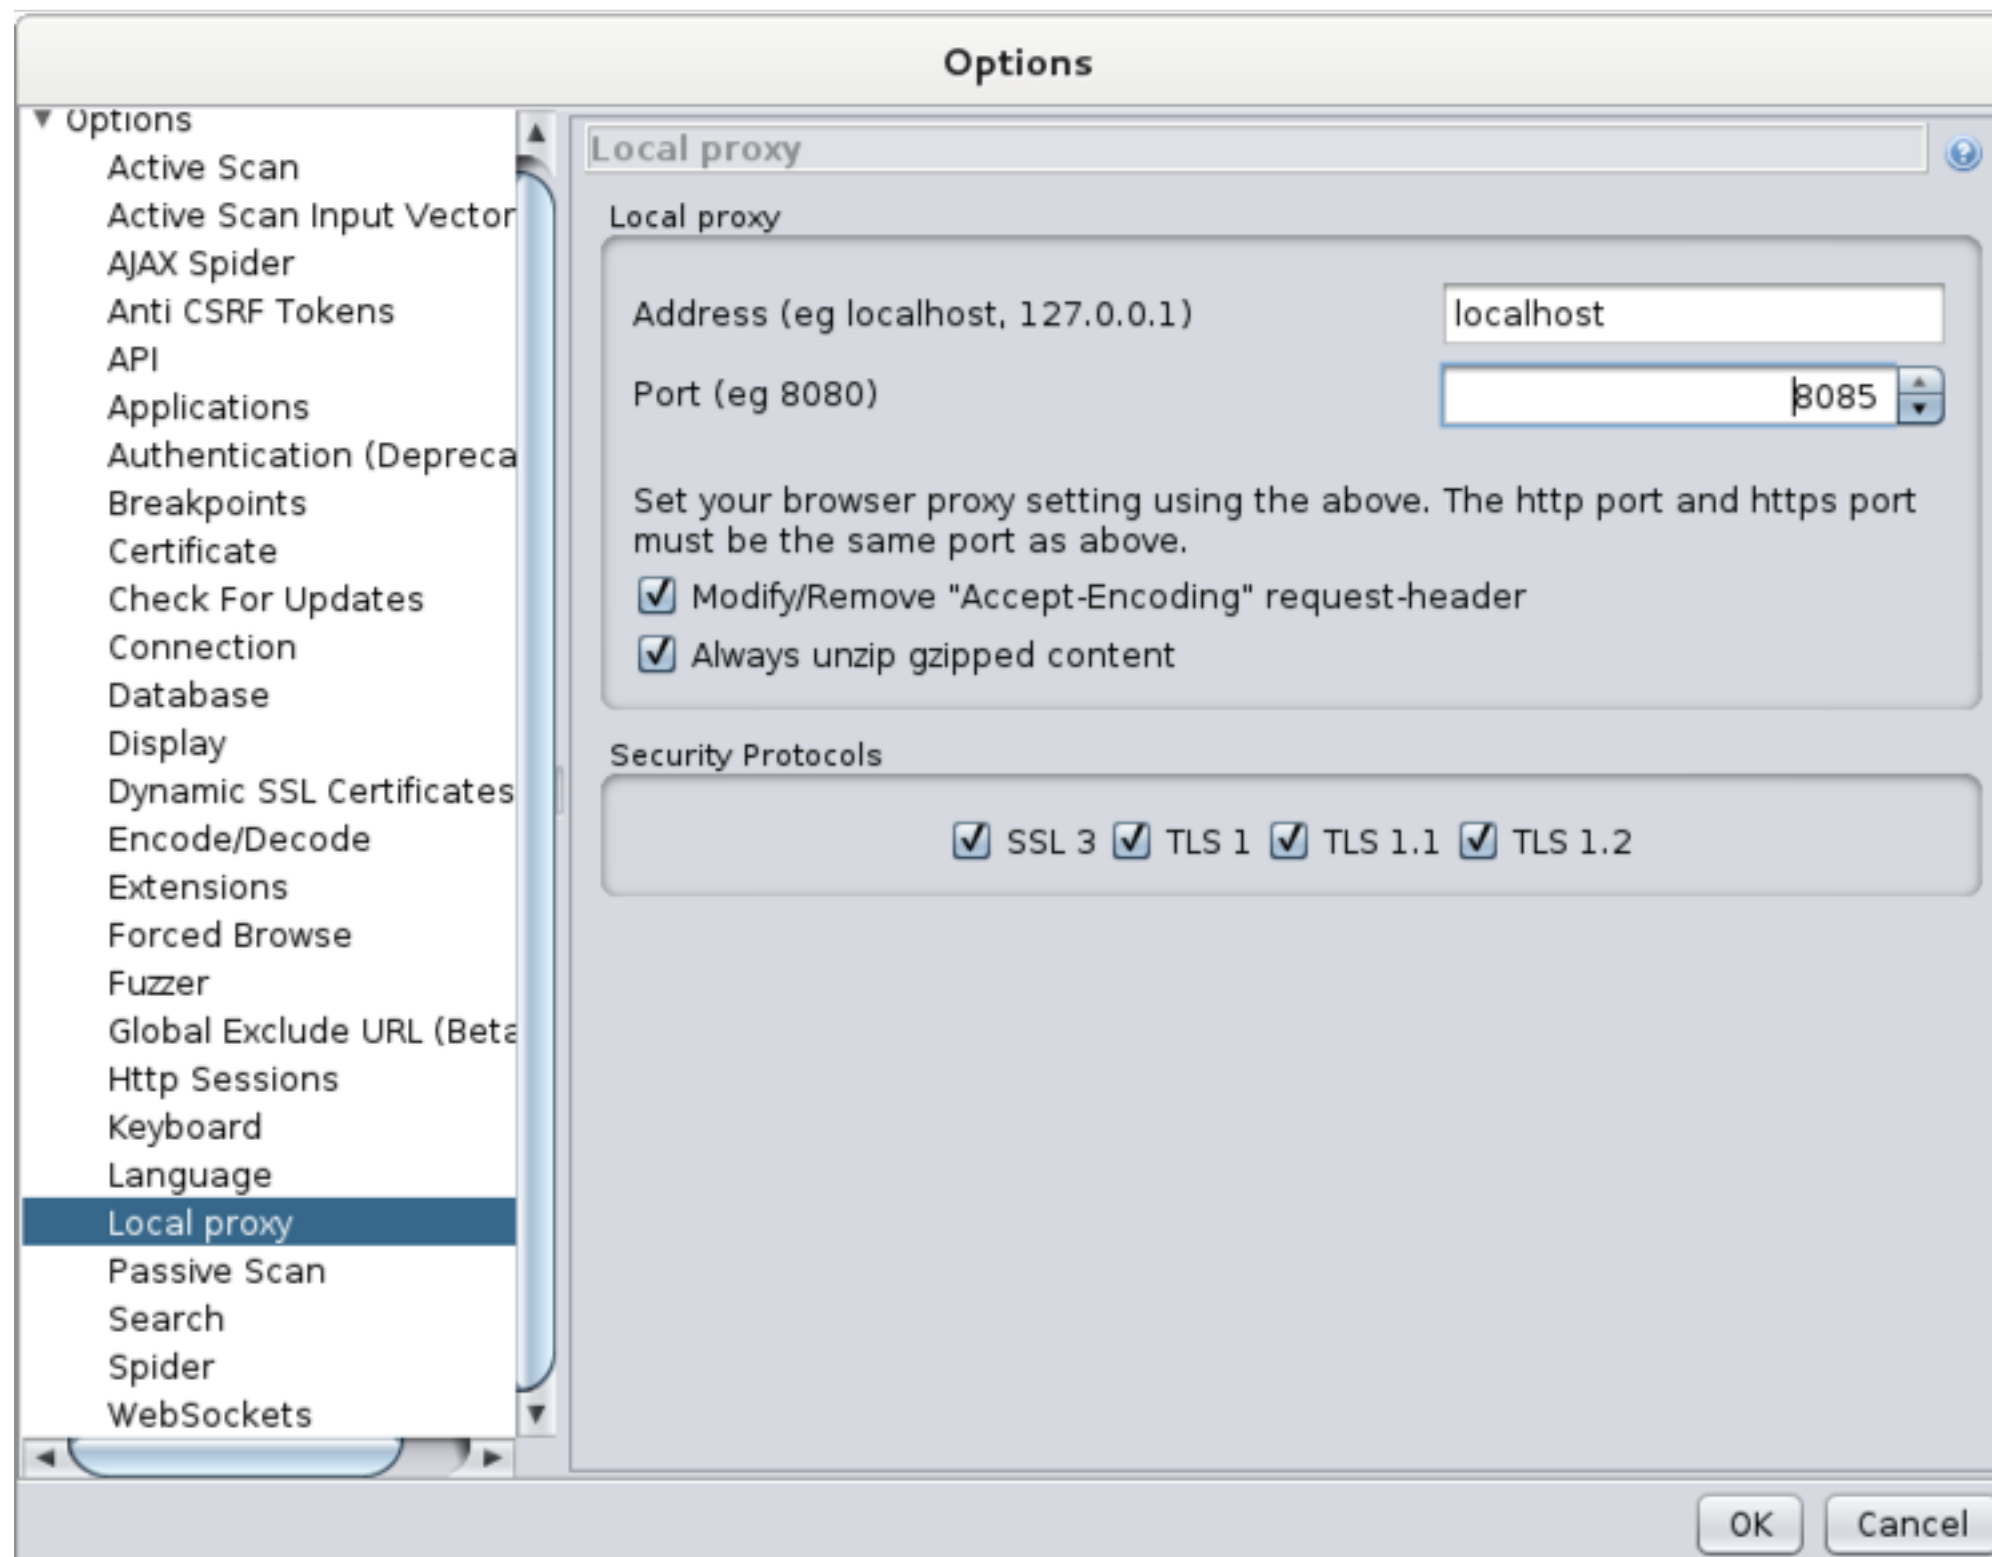 Options
Options
Active Scan
Active Scan Input Vector
AJAX Spider
Anti CSRF Tokens
API
Applications
Authentication (Depreca
Breakpoints
Certificate
Check For Updates
Connection
Database
Display
Dynamic SSL Certificates
Encode/Decode
Extensions
Forced Browse
Fuzzer
Global Exclude URL (Beta
Http Sessions
Keyboard
Language
Local proxy
Passive Scan
Search
Spider
WebSockets
Local proxy
Local proxy
Address (eg localhost, 127.0.0.1) localhost
Port (eg 8080) 8085
Set your browser proxy setting using the above. The http port and https port
must be the same port as above.
Modify/Remove "Accept-Encoding" request-header
Always unzip gzipped content
Security Protocols
SSL 3 TLS 1 TLS 1.1 TLS 1.2
OK Cancel